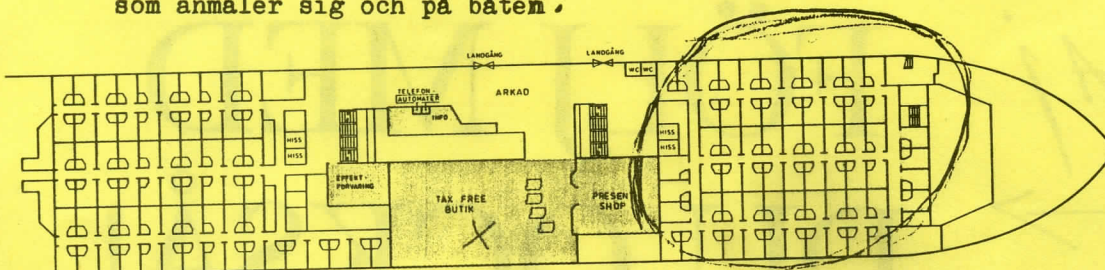 som anmäler sig och på båten.
LANDGÅNG
LANDGÅNG
WC WC
TELEFON-
AUTOMATER
ARKAD
INFO
HISS
HISS
HISS
HISS
EFFEKT-
FÖRVARING
TAX FREE
BUTIK
PRESEN
SHOP